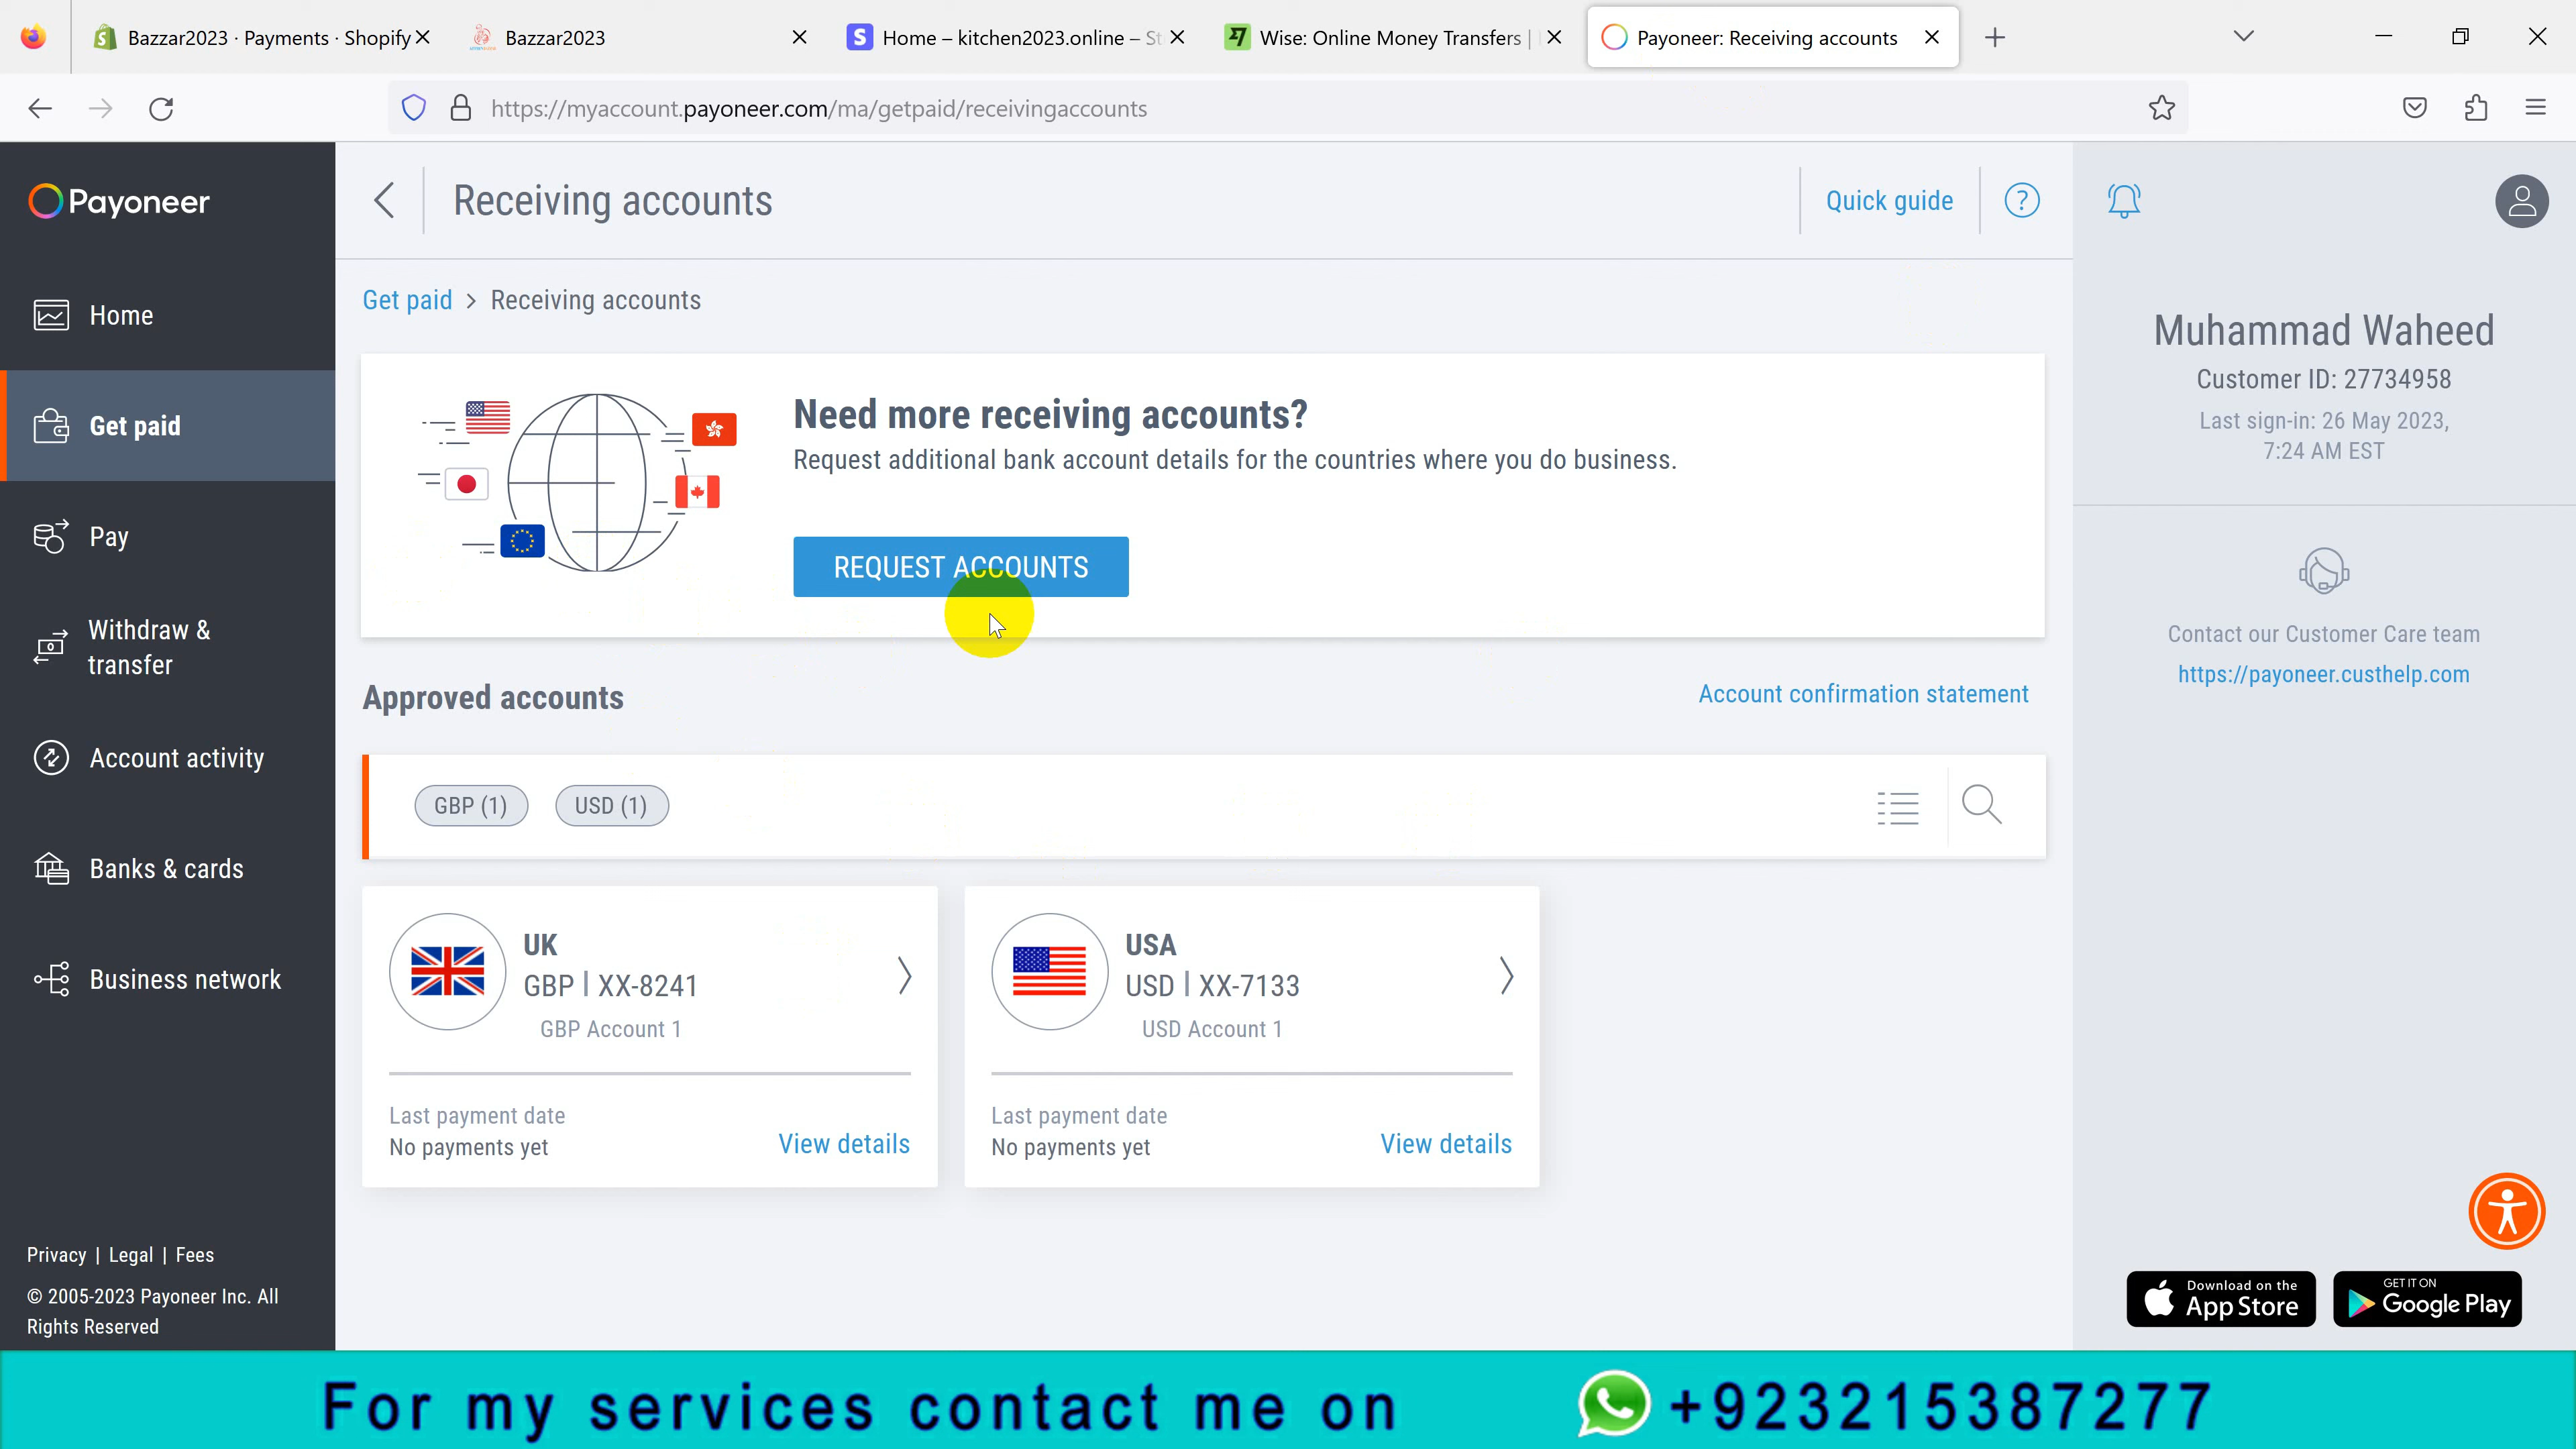 Bazzar2023 · Payments · Shopify
Bazzar2023
Home – kitchen2023.online – St
Wise: Online Money Transfers |
Payoneer: Receiving accounts
https://myaccount.payoneer.com/ma/getpaid/receivingaccounts
Payoneer
Home
Get paid
Pay
Withdraw &
transfer
Account activity
Banks & cards
Business network
Privacy | Legal | Fees
© 2005-2023 Payoneer Inc. All
Rights Reserved
Receiving accounts
Quick guide
?
Get paid > Receiving accounts
Need more receiving accounts?
Request additional bank account details for the countries where you do business.
REQUEST ACCOUNTS
Approved accounts
Account confirmation statement
GBP (1)
USD (1)
UK
GBP | XX-8241
GBP Account 1
Last payment date
No payments yet
View details
USA
USD | XX-7133
USD Account 1
Last payment date
No payments yet
View details
Muhammad Waheed
Customer ID: 27734958
Last sign-in: 26 May 2023,
7:24 AM EST
Contact our Customer Care team
https://payoneer.custhelp.com
Download on the
App Store
GET IT ON
Google Play
For my services contact me on +923215387277